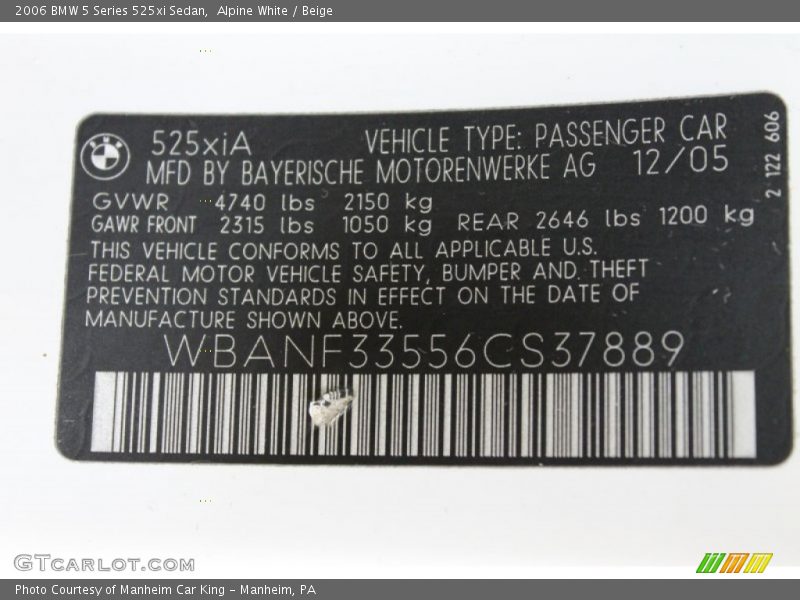 2006 BMW 5 Series 525xi Sedan,  Alpine White / Beige
525xiA VEHICLE TYPE: PASSENGER CAR
MFD BY BAYERISCHE MOTORENWERKE AG 12/05
GVWR 4740 lbs 2150 kg
GAWR FRONT 2315 lbs 1050 kg REAR 2646 lbs 1200 kg
THIS VEHICLE CONFORMS TO ALL APPLICABLE U.S.
FEDERAL MOTOR VEHICLE SAFETY, BUMPER AND THEFT
PREVENTION STANDARDS IN EFFECT ON THE DATE OF
MANUFACTURE SHOWN ABOVE.
WBANF33556CS37889
2 122 606
GTCARLOT.COM
Photo Courtesy of Manheim Car King - Manheim, PA